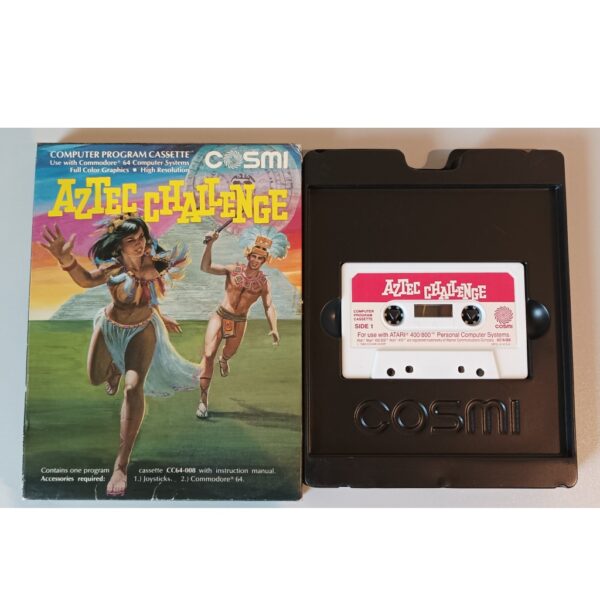 COMPUTER PROGRAM CASSETTE
Use with Commodore® 64 Computer Systems
Full Color Graphics ■ High Resolution
COSMI
AZTEC CHALLENGE
Contains one program cassette CC64-008 with instruction manual.
Accessories required: 1.) Joysticks. 2.) Commodore® 64.
AZTEC CHALLENGE
COMPUTER
PROGRAM
CASSETTE
SIDE 1
COSMI
For use with ATARI® 400/800™ Personal Computer Systems.
COSMI